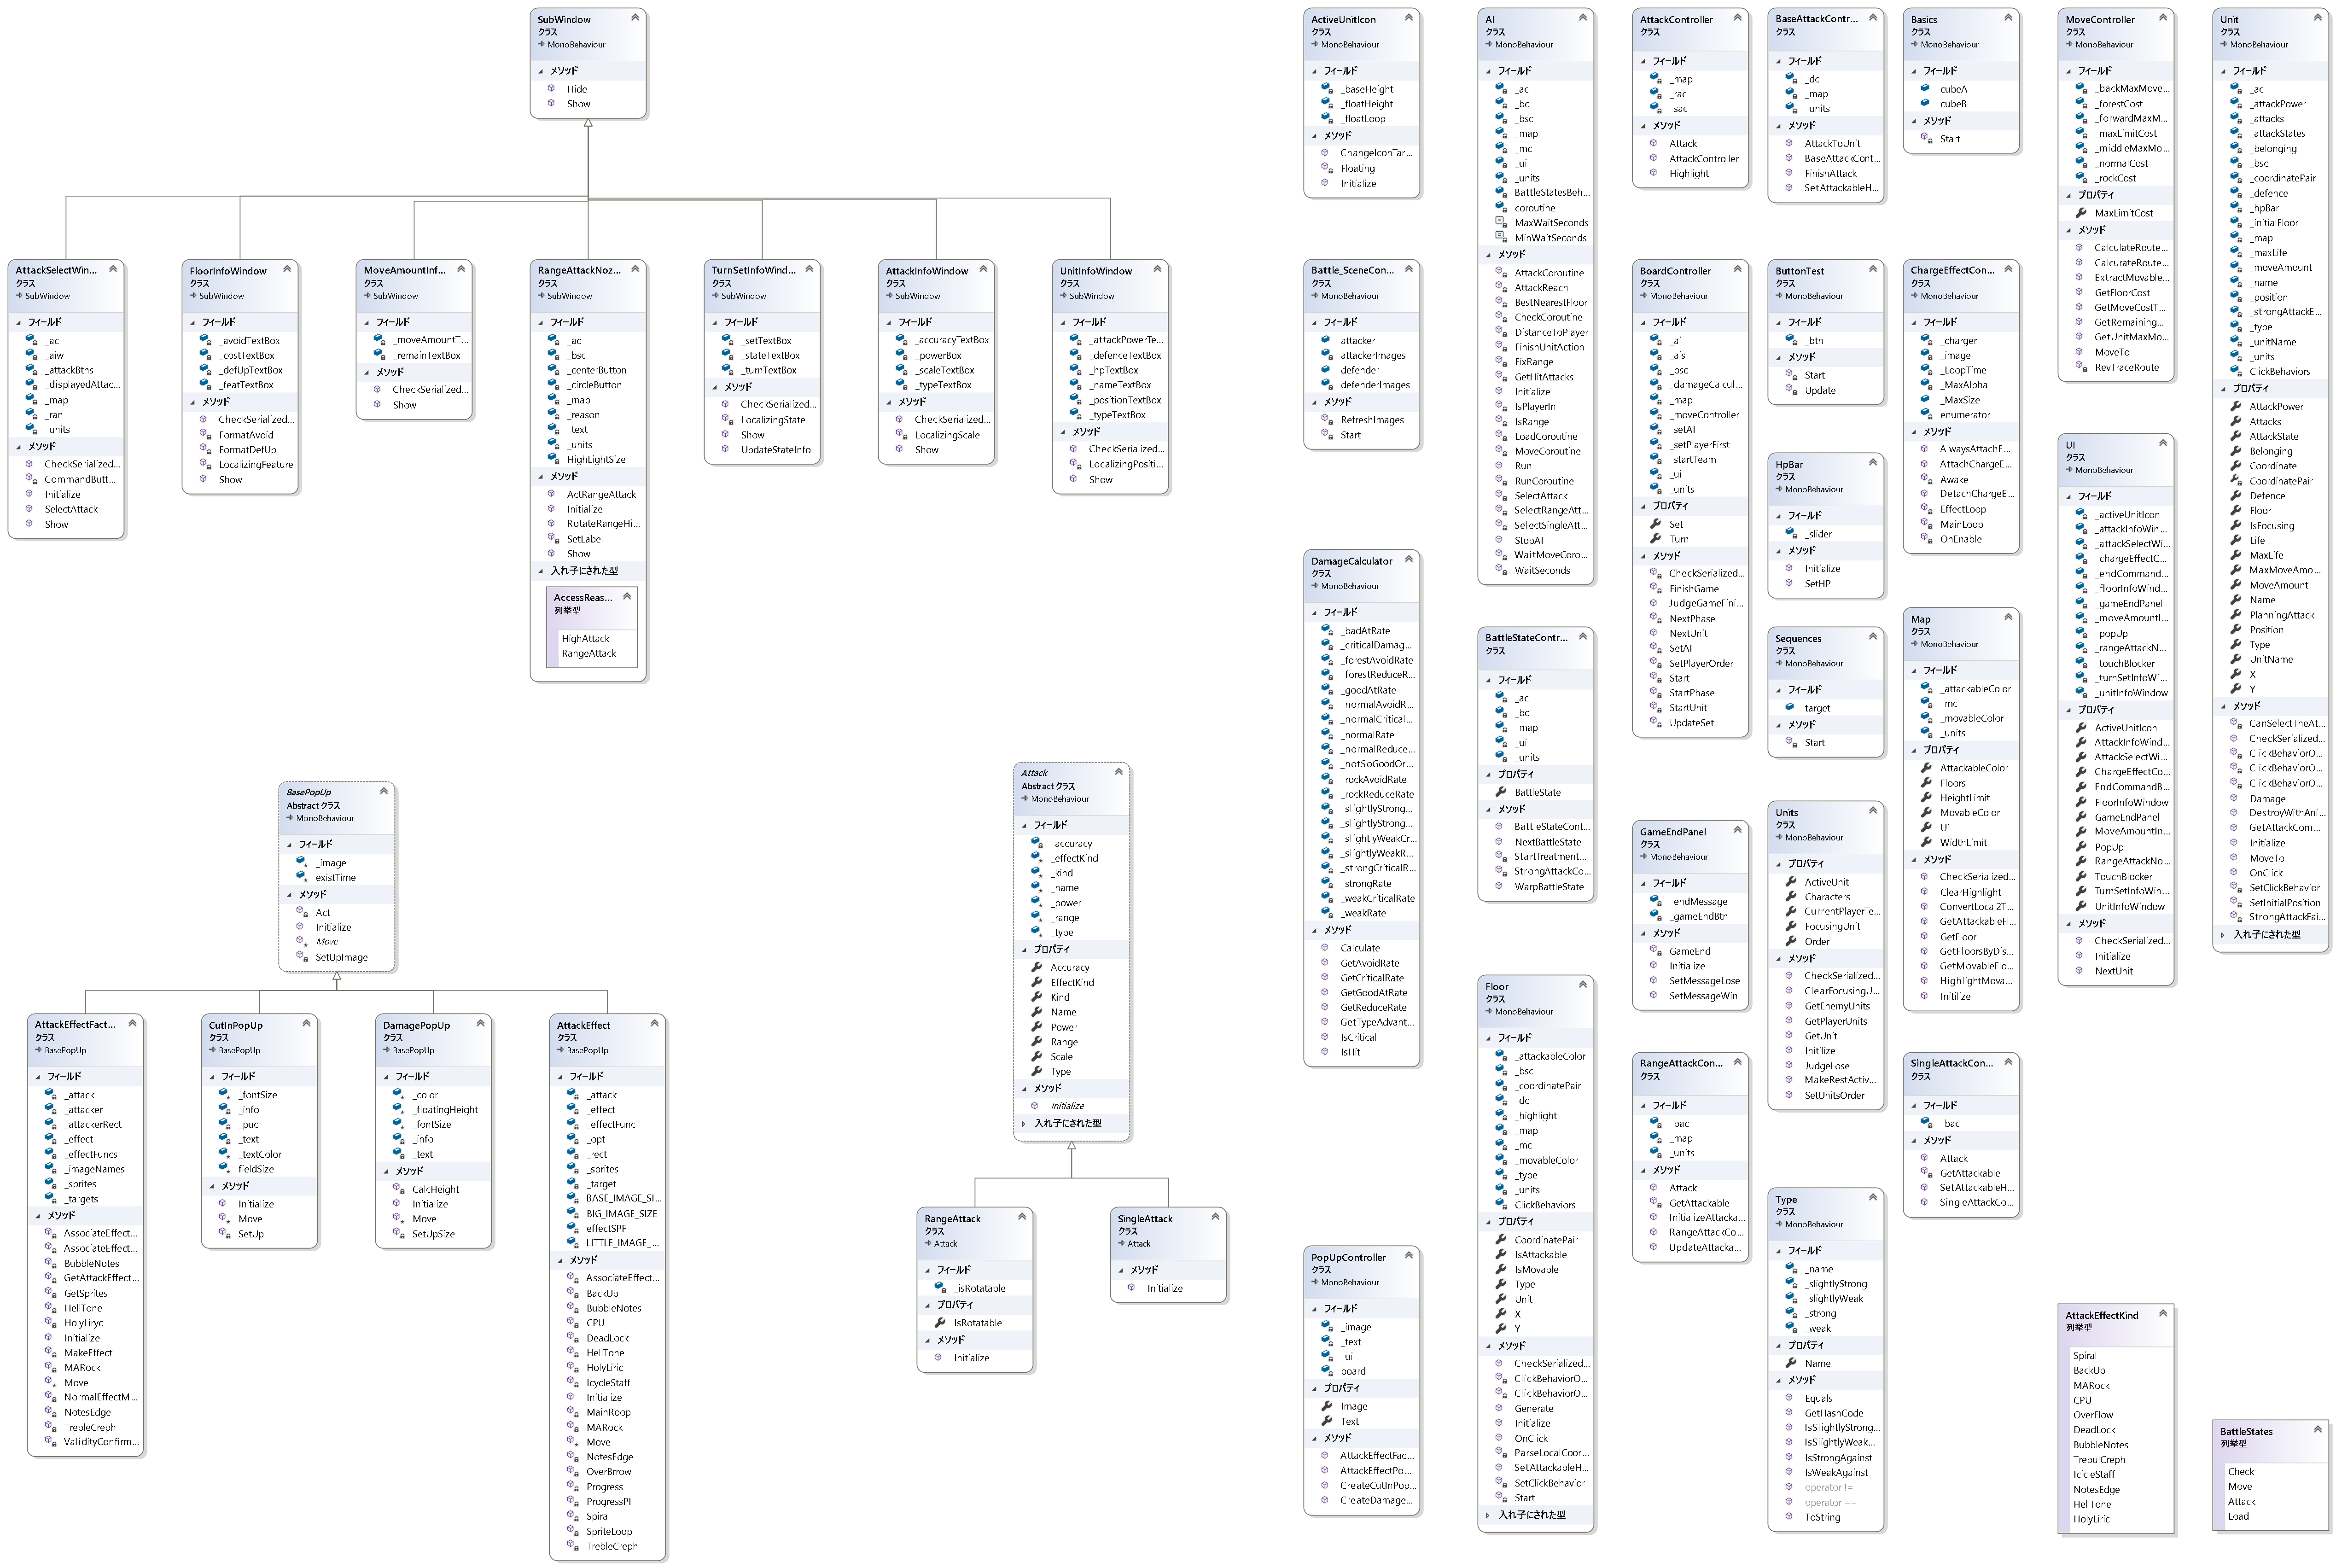 SubWindow
クラス
MonoBehaviour
メソッド
Hide
Show
AttackSelectWin...
クラス
SubWindow
フィールド
_ac
_aiw
_attackBtns
_displayedAttac...
_map
_ran
_units
メソッド
CheckSerialized...
CommandButt...
Initialize
SelectAttack
Show
FloorInfoWindow
クラス
SubWindow
フィールド
_avoidTextBox
_costTextBox
_defUpTextBox
_featTextBox
メソッド
CheckSerialized...
FormatAvoid
FormatDefUp
LocalizingFeature
Show
MoveAmountInf...
クラス
SubWindow
フィールド
_moveAmountT...
_remainTextBox
メソッド
CheckSerialized...
Show
RangeAttackNoz...
クラス
SubWindow
フィールド
_ac
_bsc
_centerButton
_circleButton
_map
_reason
_text
_units
HighLightSize
メソッド
ActRangeAttack
Initialize
RotateRangeHi...
SetLabel
Show
入れ子にされた型
AccessReas...
列挙型
HighAttack
RangeAttack
TurnSetInfoWind...
クラス
SubWindow
フィールド
_setTextBox
_stateTextBox
_turnTextBox
メソッド
CheckSerialized...
LocalizingState
Show
UpdateStateInfo
AttackInfoWindow
クラス
SubWindow
フィールド
_accuracyTextBox
_powerBox
_scaleTextBox
_typeTextBox
メソッド
CheckSerialized...
LocalizingScale
Show
UnitInfoWindow
クラス
SubWindow
フィールド
_attackPowerTe...
_defenceTextBox
_hpTextBox
_nameTextBox
_positionTextBox
_typeTextBox
メソッド
CheckSerialized...
LocalizingPositi...
Show
BasePopUp
Abstract クラス
MonoBehaviour
フィールド
_image
existTime
メソッド
Act
Initialize
Move
SetUpImage
AttackEffectFact...
クラス
BasePopUp
フィールド
_attack
_attacker
_attackerRect
_effect
_effectFuncs
_imageNames
_sprites
_targets
メソッド
AssociateEffect...
AssociateEffect...
BubbleNotes
GetAttackEffect...
GetSprites
HellTone
HolyLiryc
Initialize
MakeEffect
MARock
Move
NormalEffectM...
NotesEdge
TrebleCreph
ValidityConfirm...
CutInPopUp
クラス
BasePopUp
フィールド
_fontSize
_info
_puc
_text
_textColor
fieldSize
メソッド
Initialize
Move
SetUp
DamagePopUp
クラス
BasePopUp
フィールド
_color
_floatingHeight
_fontSize
_info
_text
メソッド
CalcHeight
Initialize
Move
SetUpSize
AttackEffect
クラス
BasePopUp
フィールド
_attack
_effect
_effectFunc
_opt
_rect
_sprites
_target
BASE_IMAGE_SI...
BIG_IMAGE_SIZE
effectSPF
LITTLE_IMAGE_...
メソッド
AssociateEffect...
BackUp
BubbleNotes
CPU
DeadLock
HellTone
HolyLiric
IcycleStaff
Initialize
MainRoop
MARock
Move
NotesEdge
OverBrrow
Progress
ProgressPI
Spiral
SpriteLoop
TrebleCreph
Attack
Abstract クラス
MonoBehaviour
フィールド
_accuracy
_effectKind
_kind
_name
_power
_range
_type
プロパティ
Accuracy
EffectKind
Kind
Name
Power
Range
Scale
Type
メソッド
Initialize
入れ子にされた型
RangeAttack
クラス
Attack
フィールド
_isRotatable
プロパティ
IsRotatable
メソッド
Initialize
SingleAttack
クラス
Attack
メソッド
Initialize
ActiveUnitIcon
クラス
MonoBehaviour
フィールド
_baseHeight
_floatHeight
_floatLoop
メソッド
ChangeIconTar...
Floating
Initialize
Battle_SceneCon...
クラス
MonoBehaviour
フィールド
attacker
attackerImages
defender
defenderImages
メソッド
RefreshImages
Start
DamageCalculator
クラス
MonoBehaviour
フィールド
_badAtRate
_criticalDamag...
_forestAvoidRate
_forestReduceR...
_goodAtRate
_normalAvoidR...
_normalCritical...
_normalRate
_normalReduce...
_notSoGoodOr...
_rockAvoidRate
_rockReduceRate
_slightlyStrong...
_slightlyStrong...
_slightlyWeakCr...
_slightlyWeakR...
_strongCriticalR...
_strongRate
_weakCriticalRate
_weakRate
メソッド
Calculate
GetAvoidRate
GetCriticalRate
GetGoodAtRate
GetReduceRate
GetTypeAdvant...
IsCritical
IsHit
PopUpController
クラス
MonoBehaviour
フィールド
_image
_text
_ui
board
プロパティ
Image
Text
メソッド
AttackEffectFac...
AttackEffectPo...
CreateCutInPop...
CreateDamage...
AI
クラス
MonoBehaviour
フィールド
_ac
_bc
_bsc
_map
_mc
_ui
_units
BattleStatesBeh...
coroutine
MaxWaitSeconds
MinWaitSeconds
メソッド
AttackCoroutine
AttackReach
BestNearestFloor
CheckCoroutine
DistanceToPlayer
FinishUnitAction
FixRange
GetHitAttacks
Initialize
IsPlayerIn
IsRange
LoadCoroutine
MoveCoroutine
Run
RunCoroutine
SelectAttack
SelectRangeAtt...
SelectSingleAtt...
StopAI
WaitMoveCoro...
WaitSeconds
BattleStateContr...
クラス
フィールド
_ac
_bc
_map
_ui
_units
プロパティ
BattleState
メソッド
BattleStateCont...
NextBattleState
StartTreatment...
StrongAttackCo...
WarpBattleState
Floor
クラス
MonoBehaviour
フィールド
_attackableColor
_bsc
_coordinatePair
_dc
_highlight
_map
_mc
_movableColor
_type
_units
ClickBehaviors
プロパティ
CoordinatePair
IsAttackable
IsMovable
Type
Unit
X
Y
メソッド
CheckSerialized...
ClickBehaviorO...
ClickBehaviorO...
Generate
Initialize
OnClick
ParseLocalCoor...
SetAttackableH...
SetClickBehavior
Start
入れ子にされた型
AttackController
クラス
フィールド
_map
_rac
_sac
メソッド
Attack
AttackController
Highlight
BoardController
クラス
MonoBehaviour
フィールド
_ai
_ais
_bsc
_damageCalcul...
_map
_moveController
_setAI
_setPlayerFirst
_startTeam
_ui
_units
プロパティ
Set
Turn
メソッド
CheckSerialized...
FinishGame
JudgeGameFini...
NextPhase
NextUnit
SetAI
SetPlayerOrder
Start
StartPhase
StartUnit
UpdateSet
GameEndPanel
クラス
MonoBehaviour
フィールド
_endMessage
_gameEndBtn
メソッド
GameEnd
Initialize
SetMessageLose
SetMessageWin
RangeAttackCon...
クラス
フィールド
_bac
_map
_units
メソッド
Attack
GetAttackable
InitializeAttacka...
RangeAttackCo...
UpdateAttacka...
BaseAttackContr...
クラス
フィールド
_dc
_map
_units
メソッド
AttackToUnit
BaseAttackCont...
FinishAttack
SetAttackableH...
ButtonTest
クラス
MonoBehaviour
フィールド
_btn
メソッド
Start
Update
HpBar
クラス
MonoBehaviour
フィールド
_slider
メソッド
Initialize
SetHP
Sequences
クラス
MonoBehaviour
フィールド
target
メソッド
Start
Units
クラス
MonoBehaviour
プロパティ
ActiveUnit
Characters
CurrentPlayerTe...
FocusingUnit
Order
メソッド
CheckSerialized...
ClearFocusingU...
GetEnemyUnits
GetPlayerUnits
GetUnit
Initilize
JudgeLose
MakeRestActiv...
SetUnitsOrder
Type
クラス
MonoBehaviour
フィールド
_name
_slightlyStrong
_slightlyWeak
_strong
_weak
プロパティ
Name
メソッド
Equals
GetHashCode
IsSlightlyStrong...
IsSlightlyWeak...
IsStrongAgainst
IsWeakAgainst
operator !=
operator ==
ToString
Basics
クラス
MonoBehaviour
フィールド
cubeA
cubeB
メソッド
Start
ChargeEffectCon...
クラス
MonoBehaviour
フィールド
_charger
_image
_LoopTime
_MaxAlpha
_MaxSize
enumerator
メソッド
AlwaysAttachE...
AttachChargeE...
Awake
DetachChargeE...
EffectLoop
MainLoop
OnEnable
Map
クラス
MonoBehaviour
フィールド
_attackableColor
_mc
_movableColor
_units
プロパティ
AttackableColor
Floors
HeightLimit
MovableColor
Ui
WidthLimit
メソッド
CheckSerialized...
ClearHighlight
ConvertLocal2T...
GetAttackableFl...
GetFloor
GetFloorsByDis...
GetMovableFlo...
HighlightMova...
Initilize
SingleAttackCon...
クラス
フィールド
_bac
メソッド
Attack
GetAttackable
SetAttackableH...
SingleAttackCo...
MoveController
クラス
MonoBehaviour
フィールド
_backMaxMove...
_forestCost
_forwardMaxM...
_maxLimitCost
_middleMaxMo...
_normalCost
_rockCost
プロパティ
MaxLimitCost
メソッド
CalculateRoute...
CalcurateRoute...
ExtractMovable...
GetFloorCost
GetMoveCostT...
GetRemaining...
GetUnitMaxMo...
MoveTo
RevTraceRoute
UI
クラス
MonoBehaviour
フィールド
_activeUnitIcon
_attackInfoWin...
_attackSelectWi...
_chargeEffectC...
_endCommand...
_floorInfoWind...
_gameEndPanel
_moveAmountI...
_popUp
_rangeAttackN...
_touchBlocker
_turnSetInfoWi...
_unitInfoWindow
プロパティ
ActiveUnitIcon
AttackInfoWind...
AttackSelectWi...
ChargeEffectCo...
EndCommandB...
FloorInfoWindow
GameEndPanel
MoveAmountIn...
PopUp
RangeAttackNo...
TouchBlocker
TurnSetInfoWin...
UnitInfoWindow
メソッド
CheckSerialized...
Initialize
NextUnit
AttackEffectKind
列挙型
Spiral
BackUp
MARock
CPU
OverFlow
DeadLock
BubbleNotes
TrebulCreph
IcicleStaff
NotesEdge
HellTone
HolyLiric
Unit
クラス
MonoBehaviour
フィールド
_ac
_attackPower
_attacks
_attackStates
_belonging
_bsc
_coordinatePair
_defence
_hpBar
_initialFloor
_map
_maxLife
_moveAmount
_name
_position
_strongAttackE...
_type
_unitName
_units
ClickBehaviors
プロパティ
AttackPower
Attacks
AttackState
Belonging
Coordinate
CoordinatePair
Defence
Floor
IsFocusing
Life
MaxLife
MaxMoveAmo...
MoveAmount
Name
PlanningAttack
Position
Type
UnitName
X
Y
メソッド
CanSelectTheAt...
CheckSerialized...
ClickBehaviorO...
ClickBehaviorO...
ClickBehaviorO...
Damage
DestroyWithAni...
GetAttackCom...
Initialize
MoveTo
OnClick
SetClickBehavior
SetInitialPosition
StrongAttackFai...
入れ子にされた型
BattleStates
列挙型
Check
Move
Attack
Load